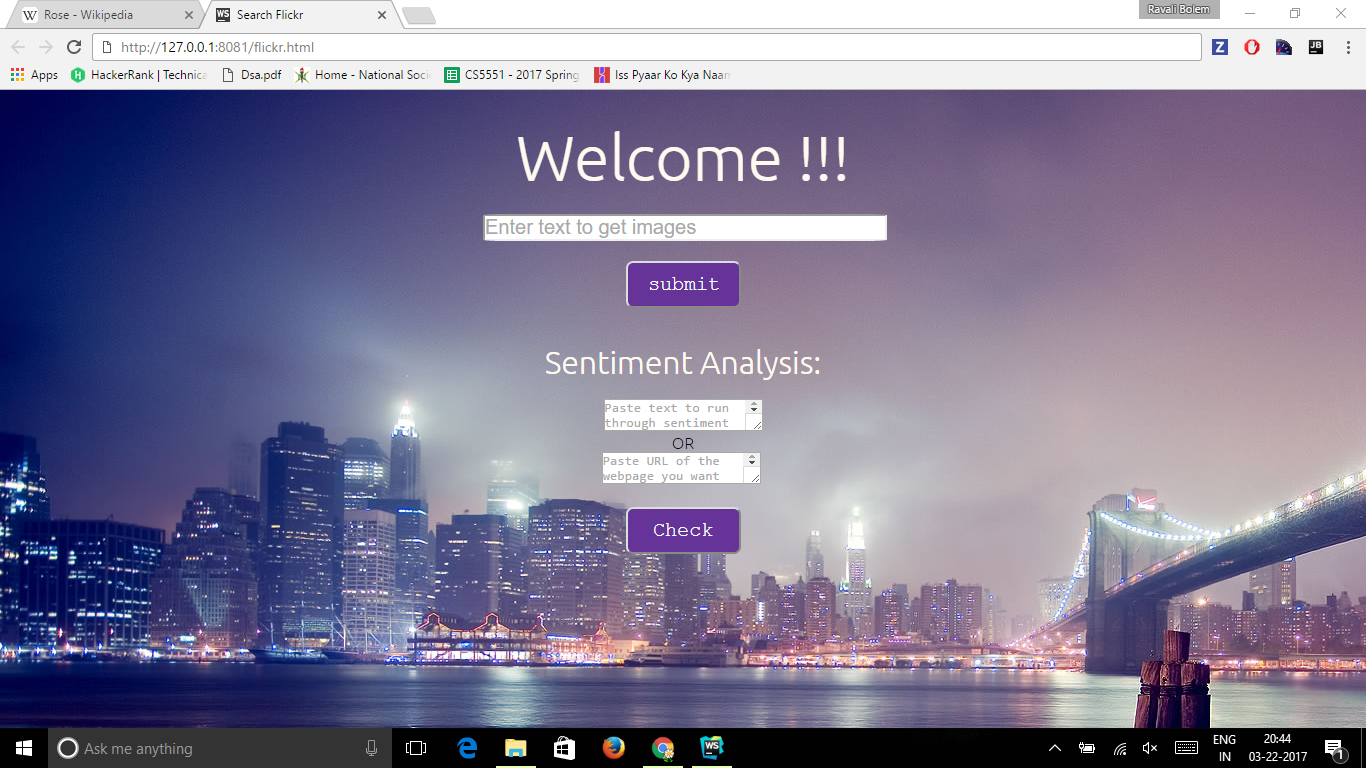 Rose - Wikipedia
Search Flickr
Ravali Bolem
http://127.0.0.1:8081/flickr.html
Apps
HackerRank | Technica
Dsa.pdf
Home - National Soci
CS5551 - 2017 Spring
Iss Pyaar Ko Kya Naam
Welcome !!!
Enter text to get images
submit
Sentiment Analysis:
Paste text to run
through sentiment
OR
Paste URL of the
webpage you want
Check
Ask me anything
ENG
IN
20:44
03-22-2017
1
W
WS
Z
JB
WS